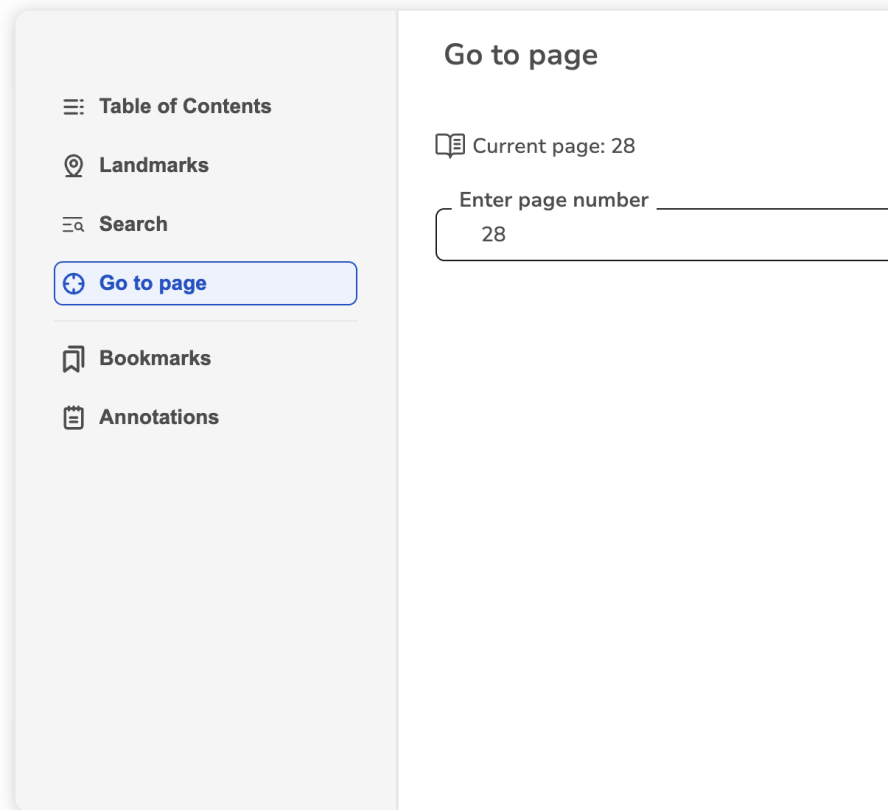 Table of Contents
Landmarks
Search
Go to page
Bookmarks
Annotations
Go to page
Current page: 28
Enter page number
28